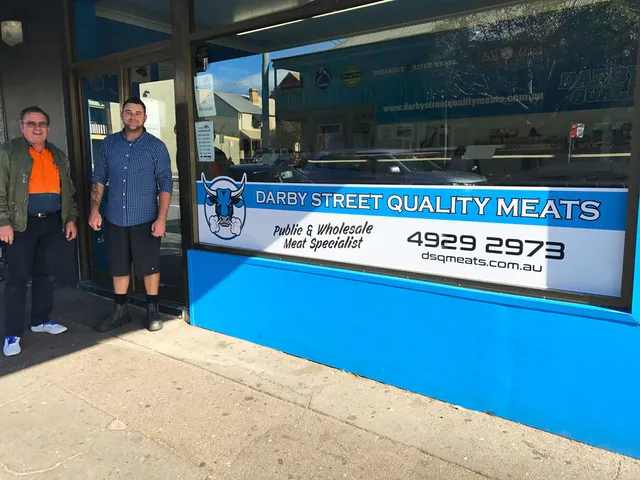 www.darbystreetqualitymeats.com.au
DARBY STREET QUALITY MEATS
Public & Wholesale
Meat Specialist
4929 2973
dsqmeats.com.au